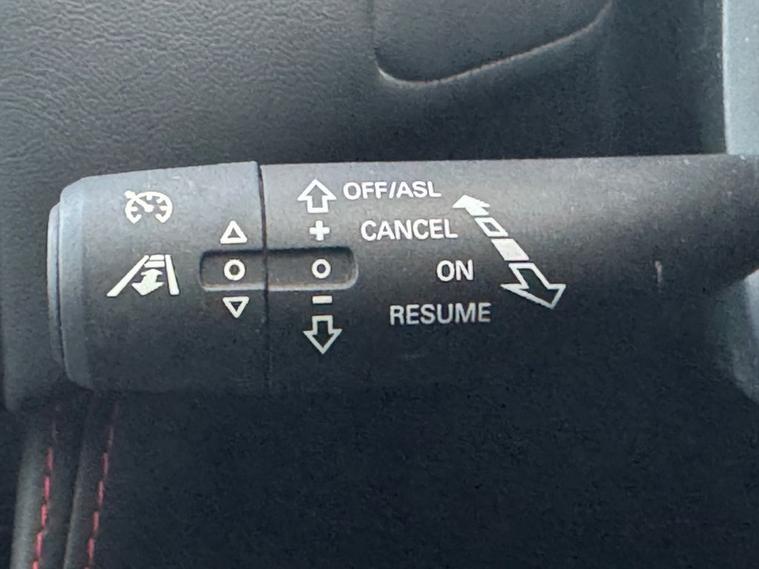 OFF/ASL
+ CANCEL
ON
- RESUME